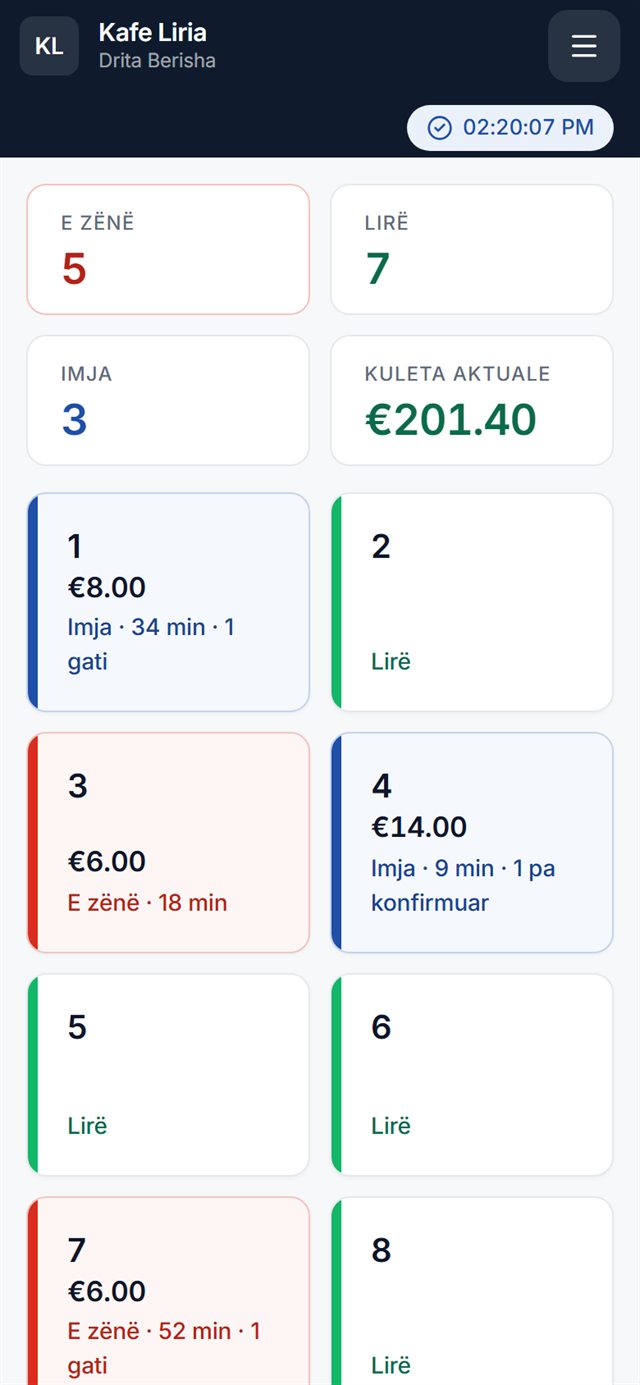 KL
Kafe Liria
Drita Berisha
02:20:07 PM
E ZËNË
5
LIRË
7
IMJA
3
KULETA AKTUALE
€201.40
1
€8.00
Imja · 34 min · 1
gati
2
Lirë
3
€6.00
E zënë · 18 min
4
€14.00
Imja · 9 min · 1 pa
konfirmuar
5
Lirë
6
Lirë
7
€6.00
E zënë · 52 min · 1
gati
8
Lirë